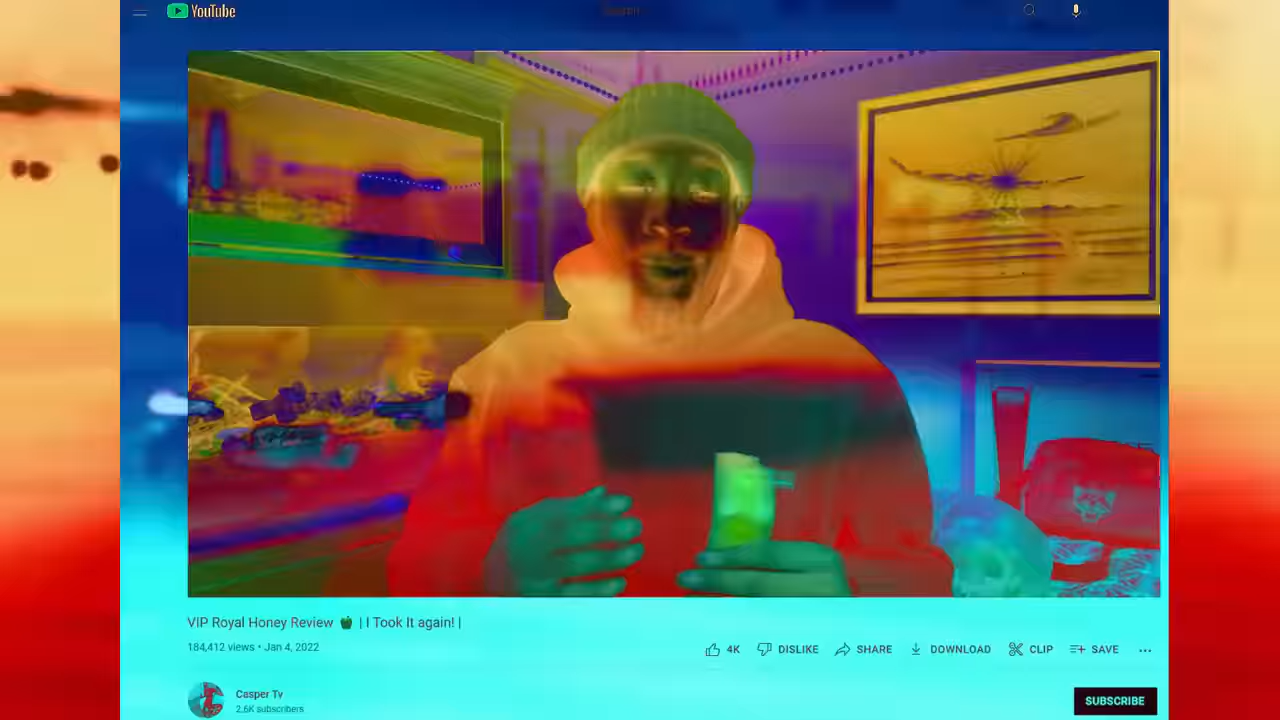 YouTube
Search
VIP Royal Honey Review | I Took It again! |
184,412 views • Jan 4, 2022
4K DISLIKE SHARE DOWNLOAD CLIP SAVE
Casper Tv
2.6K subscribers
SUBSCRIBE